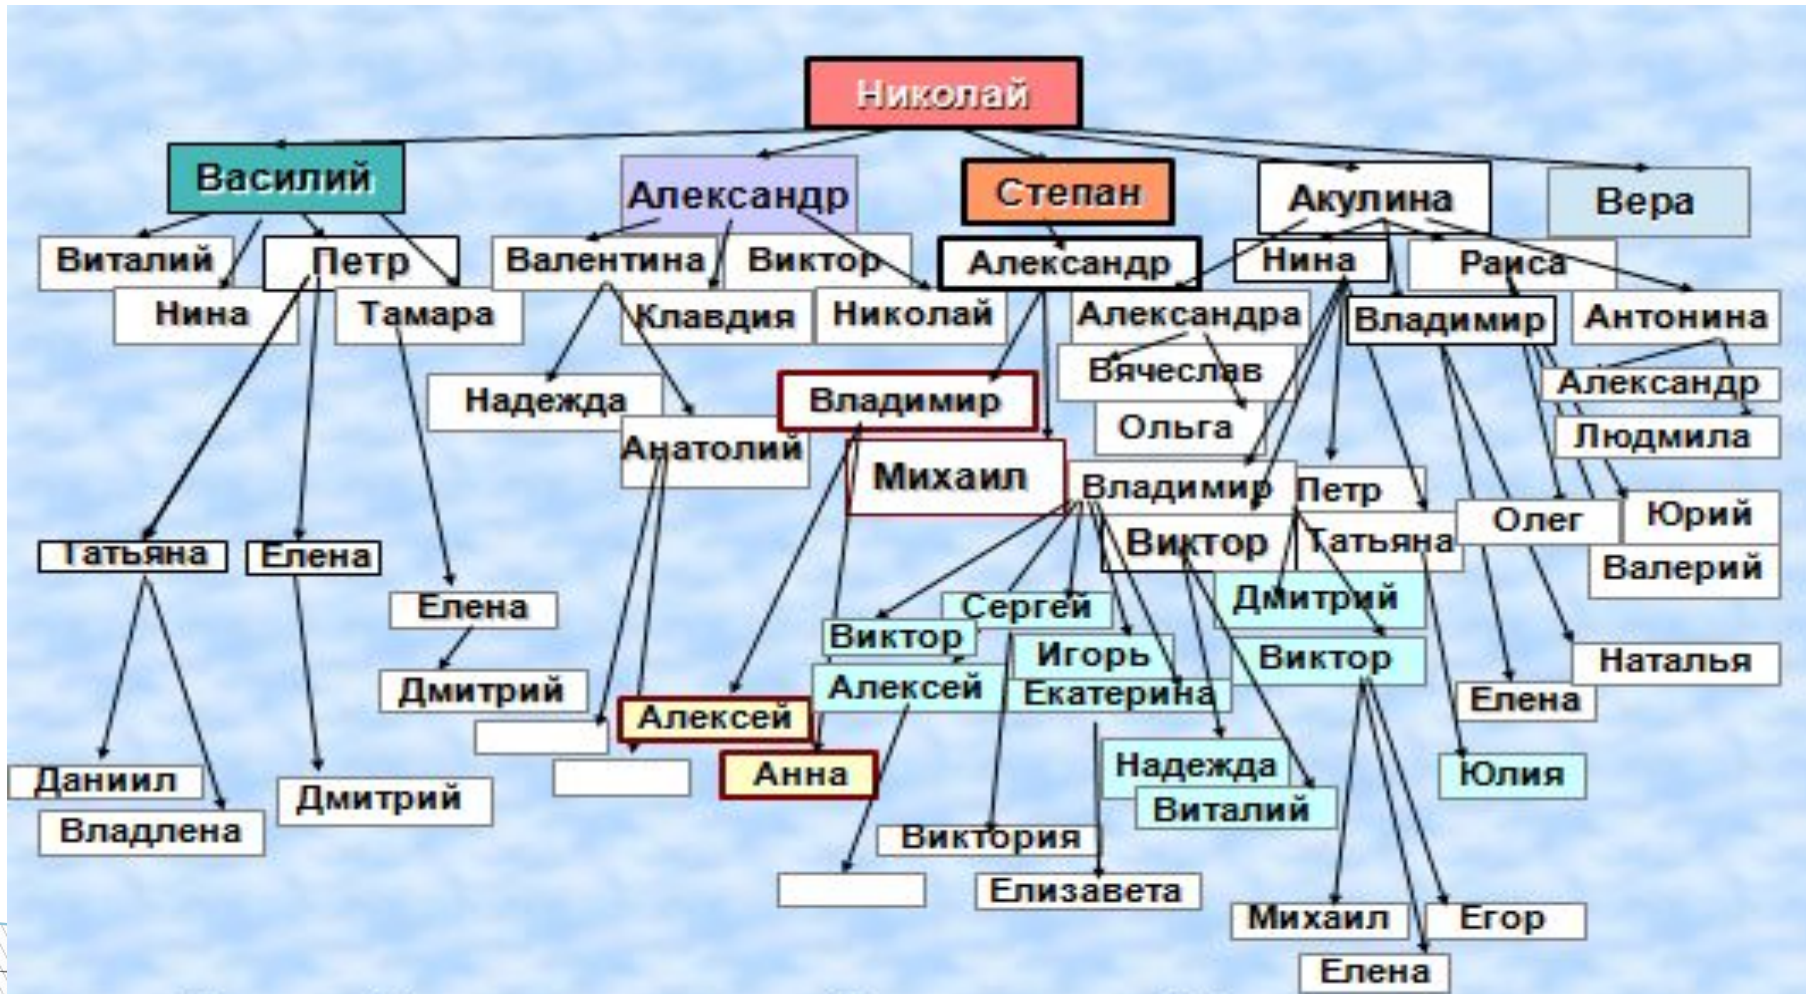 Николай
Василий
Александр
Степан
Акулина
Вера
Виталий
Петр
Валентина
Виктор
Александр
Нина
Раиса
Нина
Тамара
Клавдия
Николай
Александра
Владимир
Антонина
Вячеслав
Александр
Надежда
Владимир
Ольга
Людмила
Анатолий
Михаил
Владимир
Петр
Олег
Юрий
Татьяна
Елена
Виктор
Татьяна
Валерий
Елена
Сергей
Дмитрий
Виктор
Игорь
Виктор
Наталья
Дмитрий
Алексей
Екатерина
Елена
Алексей
Анна
Надежда
Юлия
Даниил
Дмитрий
Виталий
Владлена
Виктория
Елизавета
Михаил
Егор
Елена